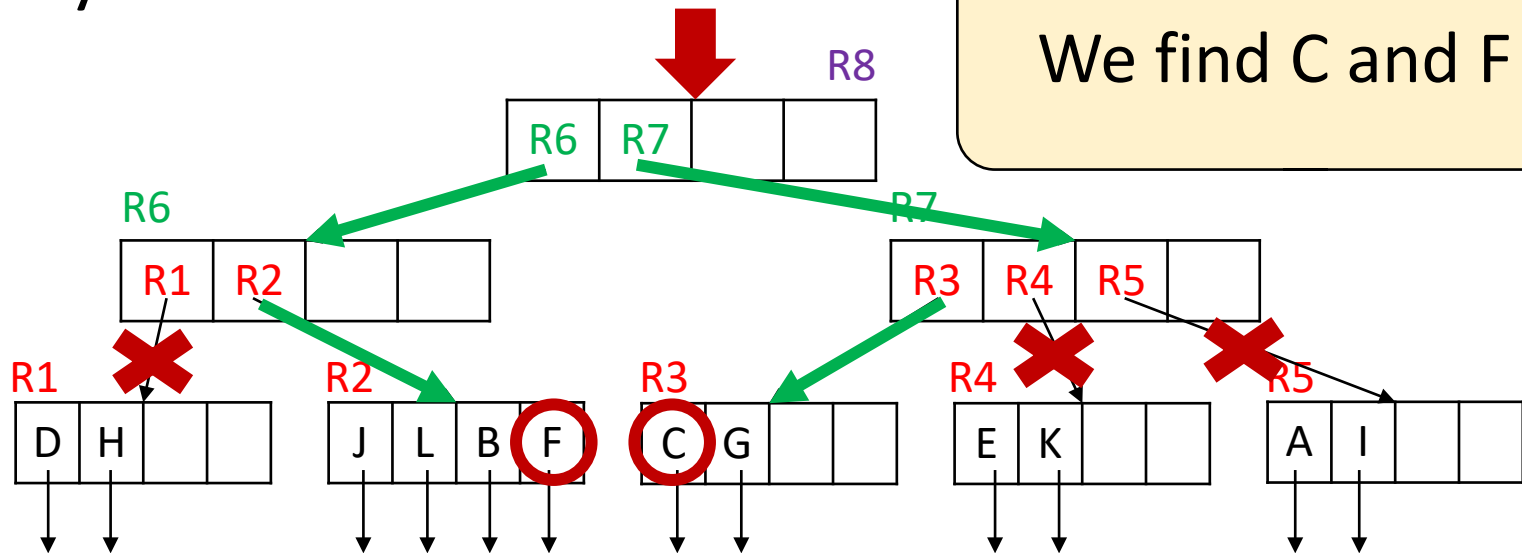 We find C and F
R8
R6 R7
R6 R7
R1 R2 R3 R4 R5
R1 R2 R3 R4 R5
D H J L B F C G E K A I